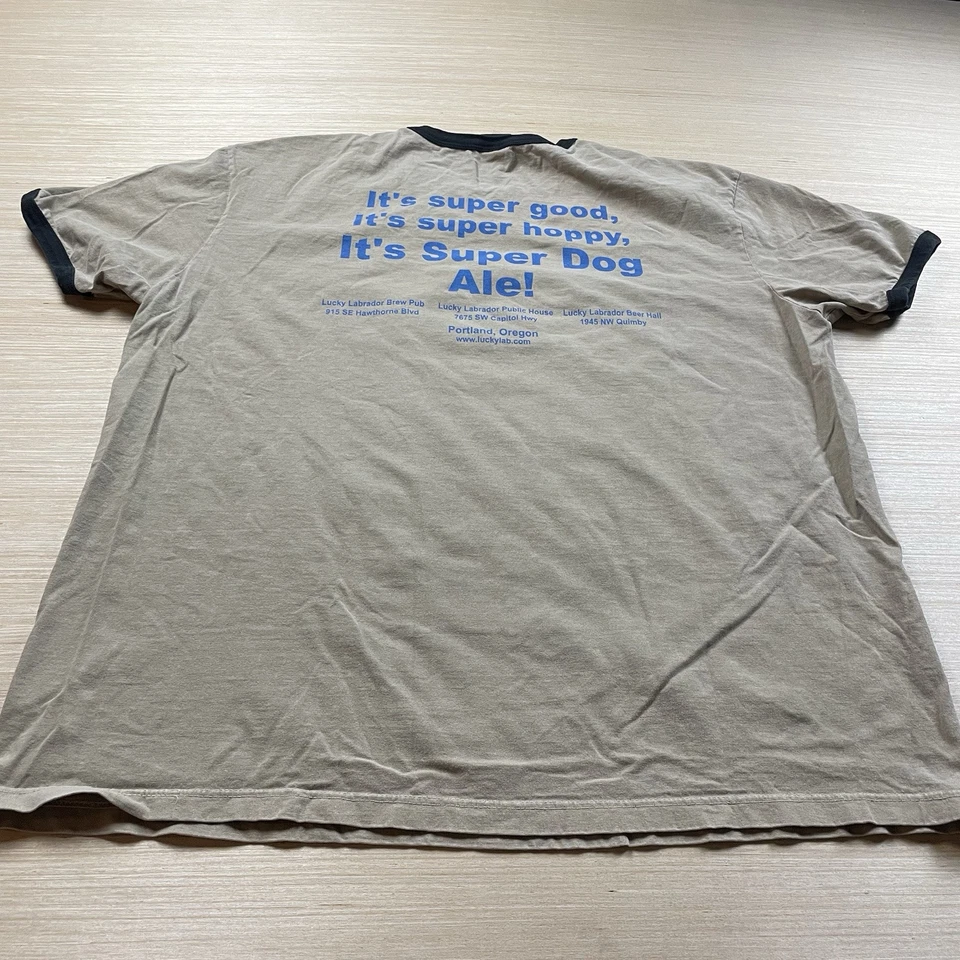 It's super good,
it's super hoppy,
It's Super Dog
Ale!
Lucky Labrador Brew Pub
915 SE Hawthorne Blvd
Lucky Labrador Public House
7675 SW Capitol Hwy
Lucky Labrador Beer Hall
1945 NW Quimby
Portland, Oregon
www.luckylab.com